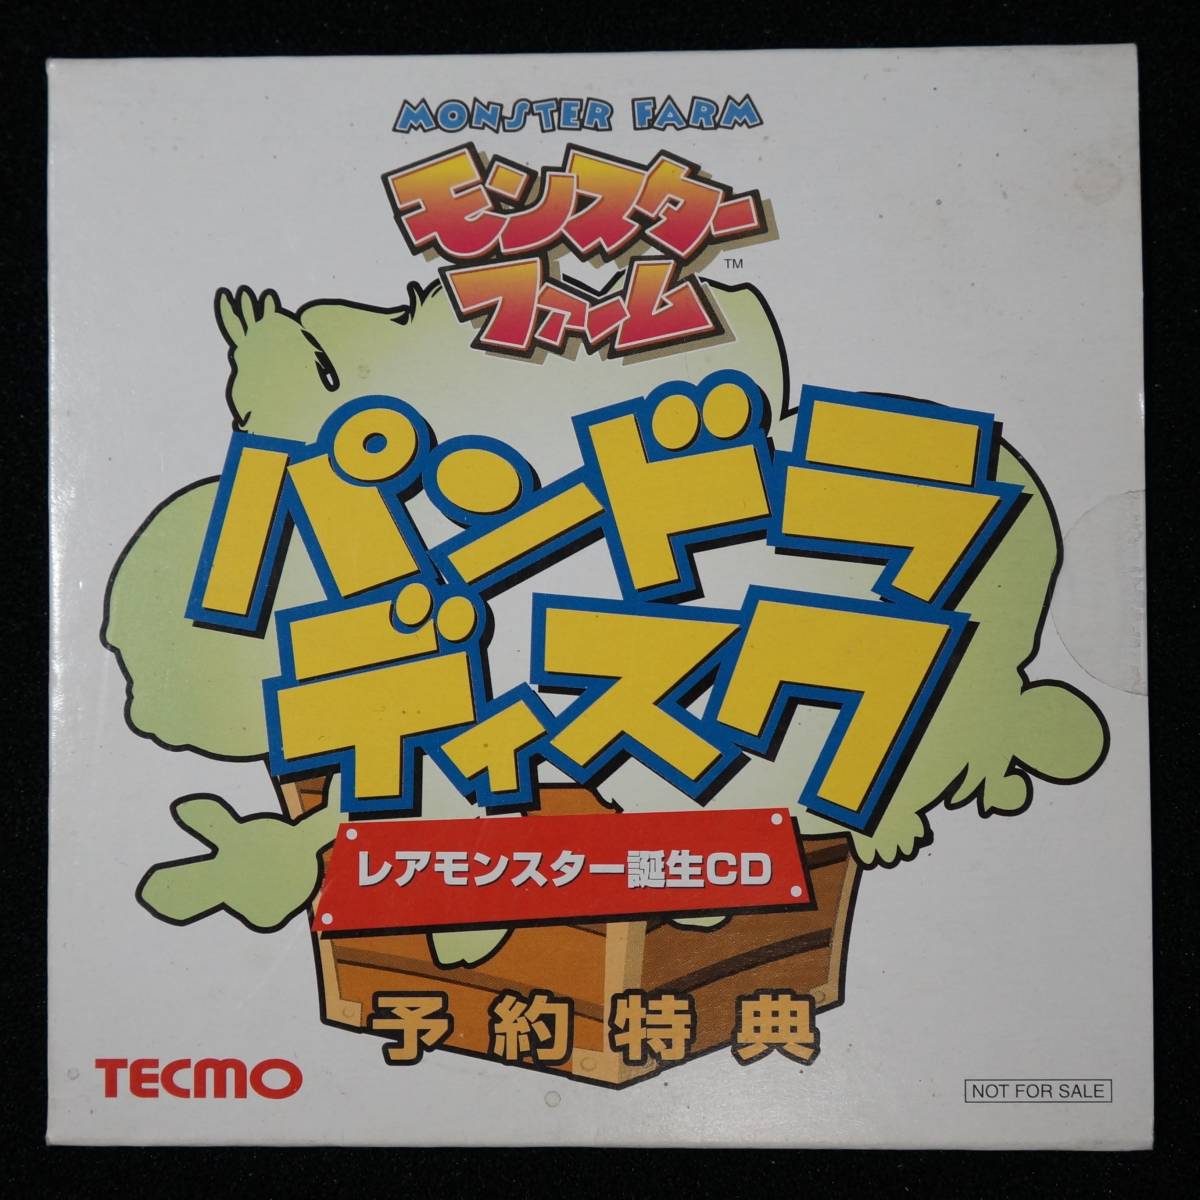 MONSTER FARM
モンスター
ファーム
TM
パンドラ
ディスク
レアモンスター誕生CD
予約特典
TECMO
NOT FOR SALE